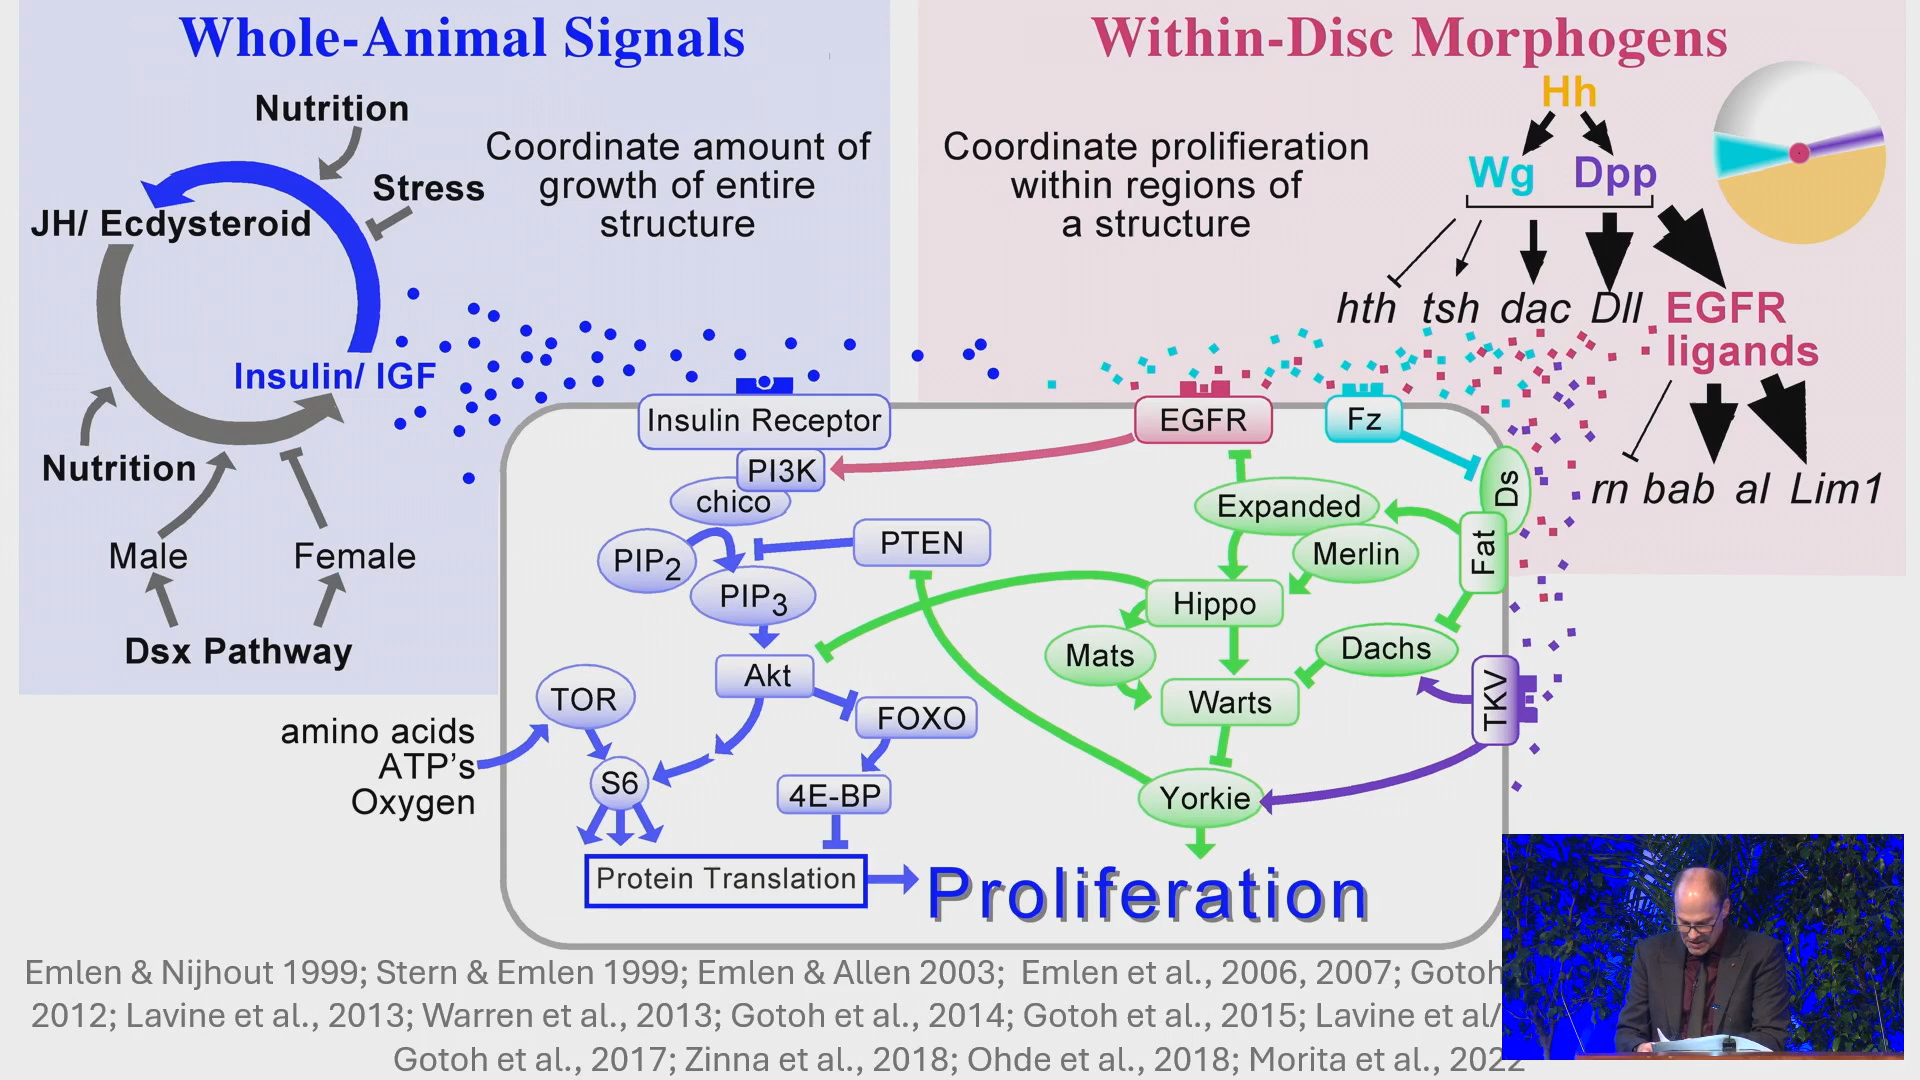 Whole-Animal Signals
Nutrition
Stress
JH/ Ecdysteroid
Insulin/ IGF
Nutrition
Male
Female
Dsx Pathway
Coordinate amount of
growth of entire
structure
Within-Disc Morphogens
Coordinate prolifieration
within regions of
a structure
Hh
Wg Dpp
hth tsh dac Dll EGFR
ligands
rn bab al Lim1
Insulin Receptor
PI3K
chico
PIP2
PIP3
PTEN
Akt
TOR
FOXO
S6
4E-BP
amino acids
ATP's
Oxygen
Protein Translation
EGFR
Fz
Ds
Fat
Expanded
Merlin
Hippo
Mats
Dachs
Warts
TKV
Yorkie
Proliferation
Emlen & Nijhout 1999; Stern & Emlen 1999; Emlen & Allen 2003; Emlen et al., 2006, 2007; Gotoh
2012; Lavine et al., 2013; Warren et al., 2013; Gotoh et al., 2014; Gotoh et al., 2015; Lavine et al/
Gotoh et al., 2017; Zinna et al., 2018; Ohde et al., 2018; Morita et al., 2022